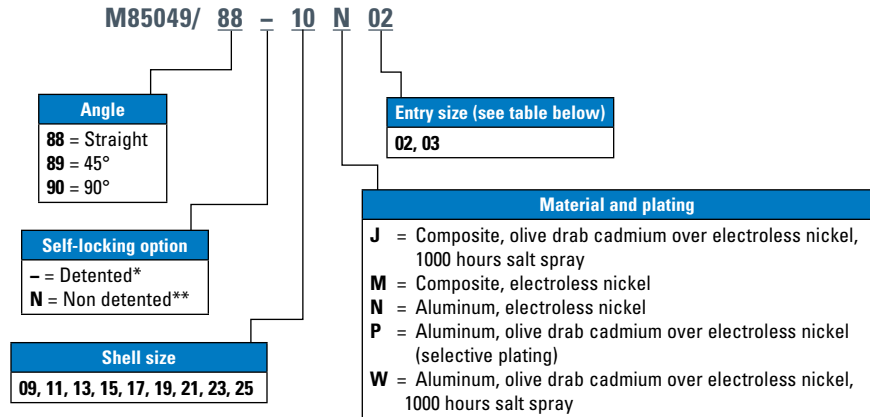 M85049/ 88 – 10 N 02
Angle
88 = Straight
89 = 45°
90 = 90°
Entry size (see table below)
02, 03
Self-locking option
– = Detented*
N = Non detented**
Shell size
09, 11, 13, 15, 17, 19, 21, 23, 25
Material and plating
J = Composite, olive drab cadmium over electroless nickel,
1000 hours salt spray
M = Composite, electroless nickel
N = Aluminum, electroless nickel
P = Aluminum, olive drab cadmium over electroless nickel
(selective plating)
W = Aluminum, olive drab cadmium over electroless nickel,
1000 hours salt spray